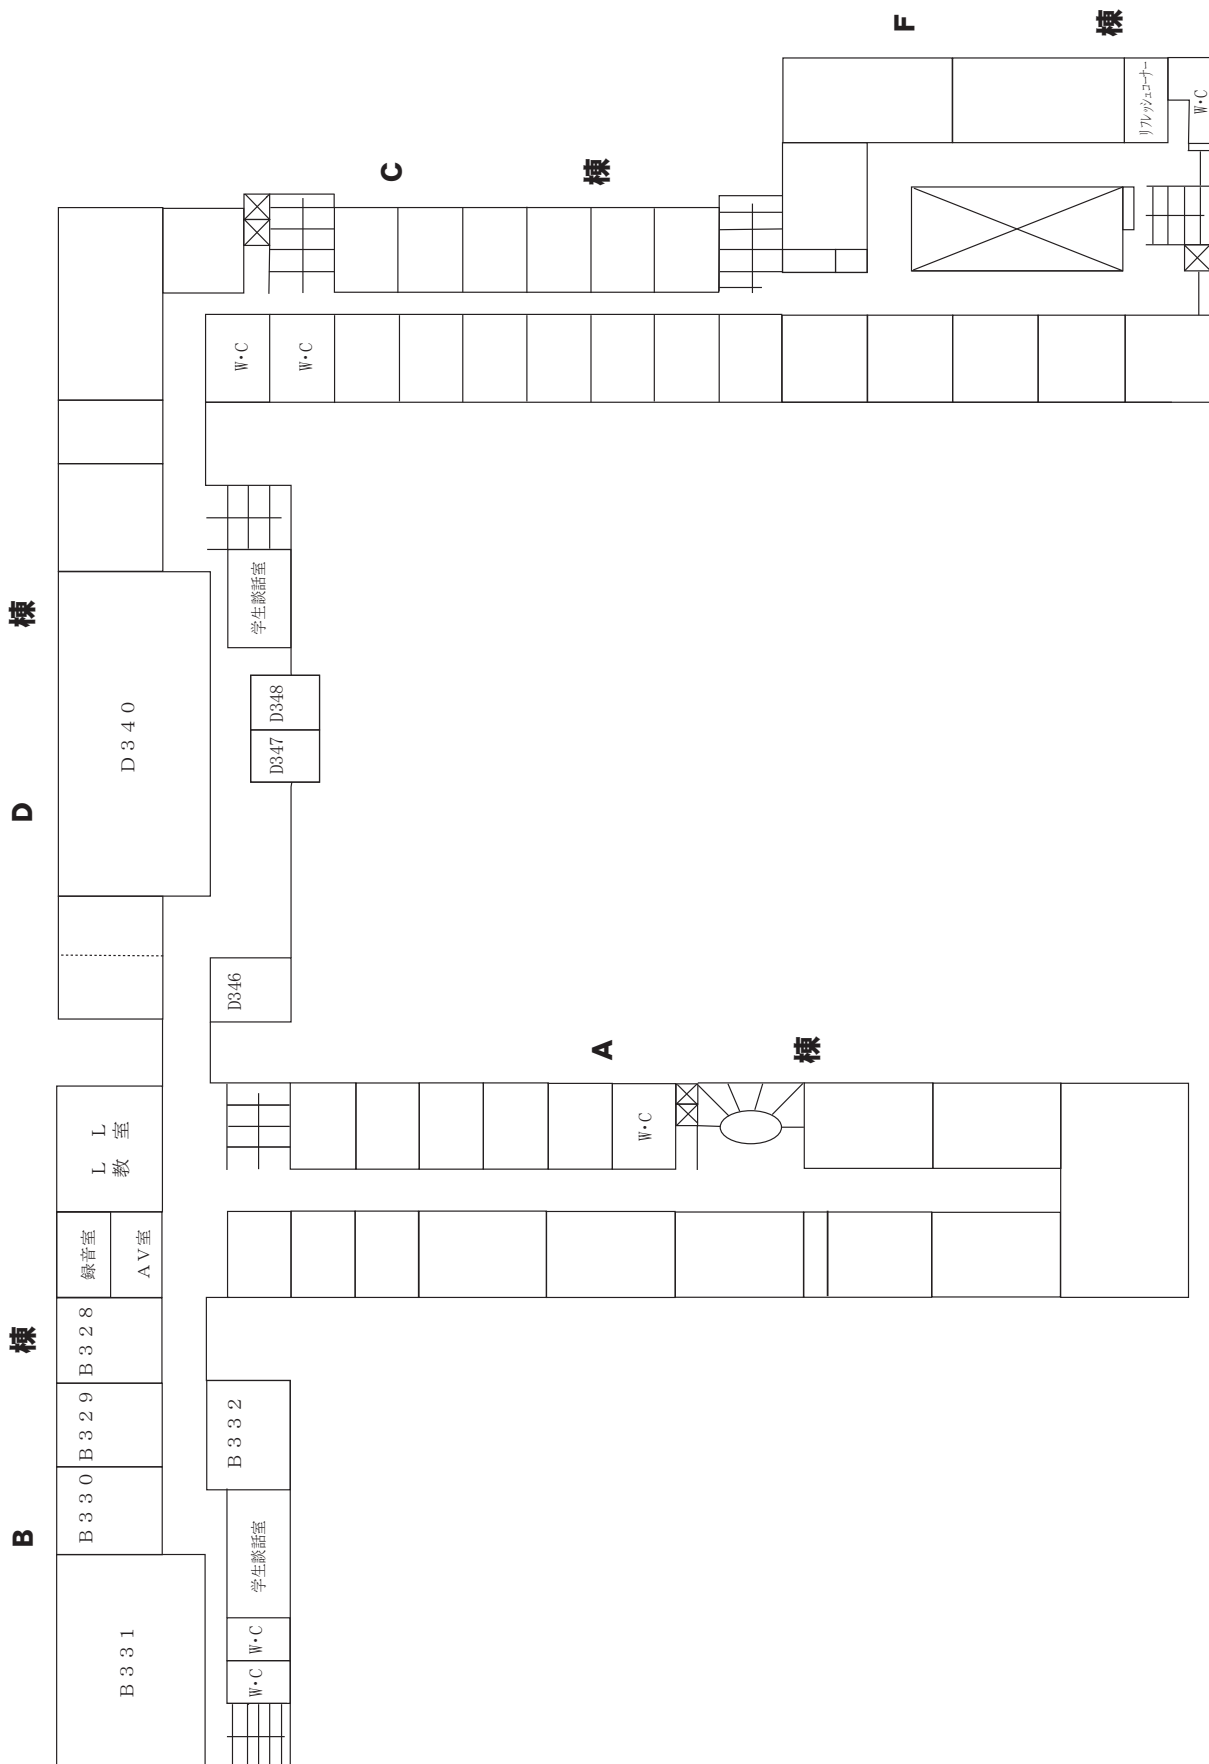 B 棟
D 棟
C 棟
F 棟
A 棟
B331
B330
B329
B328
録音室
AV室
LL
教室
D340
W・C
W・C
学生談話室
B332
D346
D347
D348
学生談話室
W・C
W・C
W・C
リフレッシュコーナー
W・C